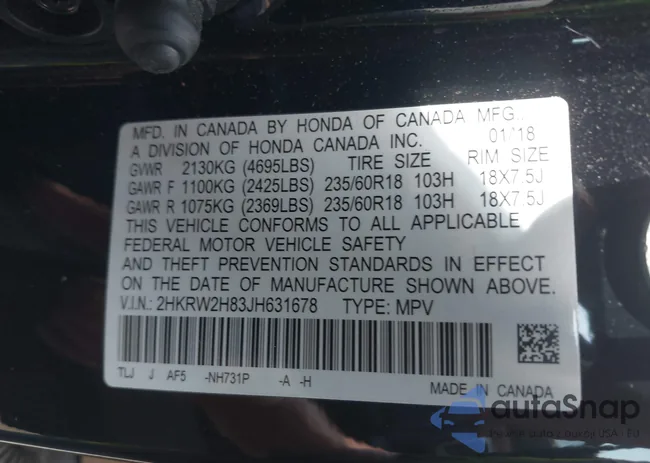 MFD. IN CANADA BY HONDA OF CANADA MFG.,
A DIVISION OF HONDA CANADA INC. 01/18
GVWR 2130KG (4695LBS) TIRE SIZE RIM SIZE
GAWR F 1100KG (2425LBS) 235/60R18 103H 18X7.5J
GAWR R 1075KG (2369LBS) 235/60R18 103H 18X7.5J
THIS VEHICLE CONFORMS TO ALL APPLICABLE
FEDERAL MOTOR VEHICLE SAFETY
AND THEFT PREVENTION STANDARDS IN EFFECT
ON THE DATE OF MANUFACTURE SHOWN ABOVE.
V.I.N.: 2HKRW2H83JH631678 TYPE: MPV
TLJ J AF5 -NH731P -A -H
MADE IN CANADA
autoSnap